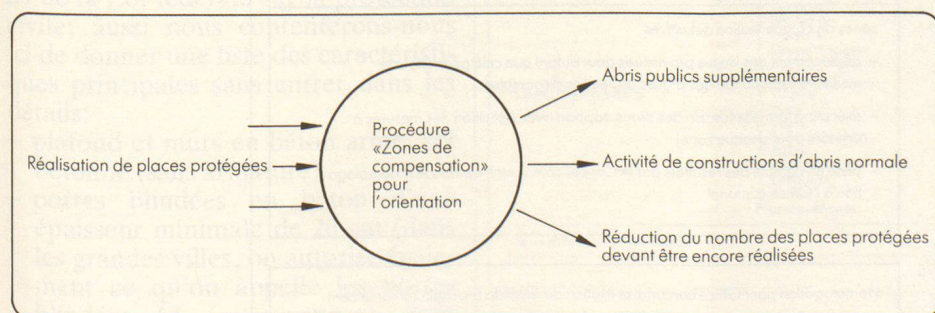 Réalisation de places protégées
Procédure
«Zones de
compensation»
pour
l'orientation
Abris publics supplémentaires
Activité de constructions d'abris normale
Réduction du nombre des places protégées
devant être encore réalisées